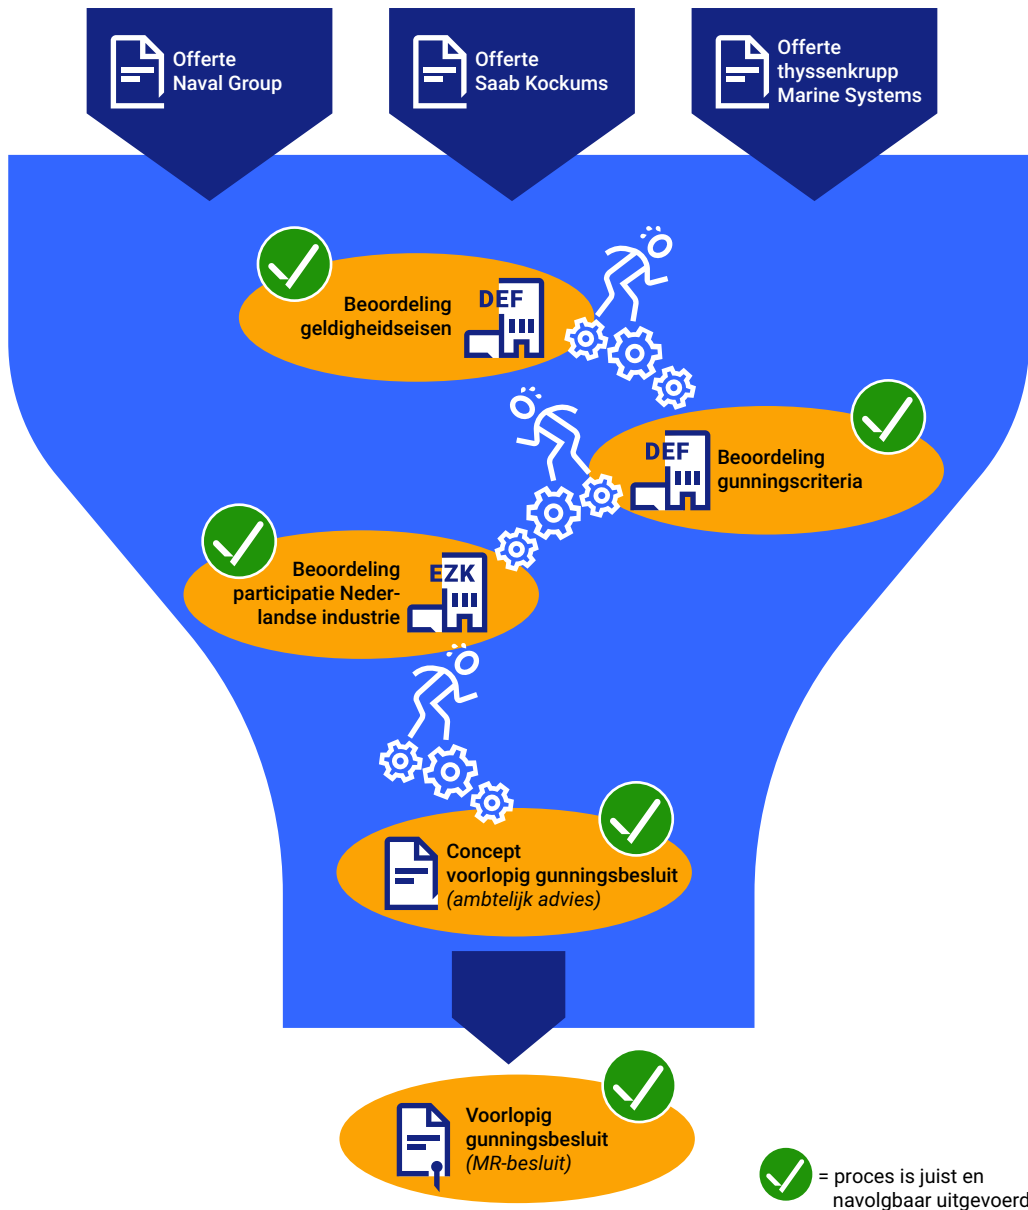 Offerte
Naval Group
Offerte
Saab Kockums
Offerte
thyssenkrupp
Marine Systems
Beoordeling
geldigheidseisen
DEF
DEF
Beoordeling
gunningscriteria
Beoordeling
participatie Neder-
landse industrie
EZK
Concept
voorlopig gunningsbesluit
(ambtelijk advies)
Voorlopig
gunningsbesluit
(MR-besluit)
= proces is juist en
navolgbaar uitgevoerd